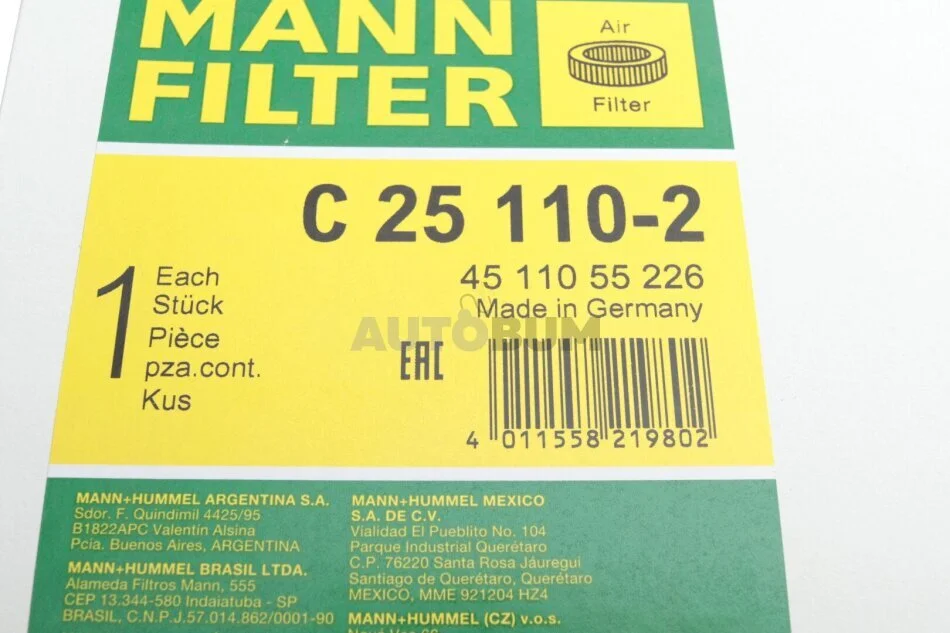 MANN
FILTER
Air
Filter
C 25 110-2
1
Each
Stück
Pièce
pza.cont.
Kus
45 110 55 226
Made in Germany
AUTOBUM
EAC
4 011558 219802
MANN+HUMMEL ARGENTINA S.A.
Sdor. F. Quindimil 4425/95
B1822APC Valentín Alsina
Pcia. Buenos Aires, ARGENTINA
MANN+HUMMEL BRASIL LTDA.
Alameda Filtros Mann, 555
CEP 13.344-580 Indaiatuba - SP
BRASIL, C.N.P.J.57.014.862/0001-90
MANN+HUMMEL MEXICO
S.A. DE C.V.
Vialidad El Pueblito No. 104
Parque Industrial Querétaro
C.P. 76220 Santa Rosa Jáuregui
Santiago de Querétaro, Querétaro
MEXICO, MME 921204 HZ4
MANN+HUMMEL (CZ) v.o.s.